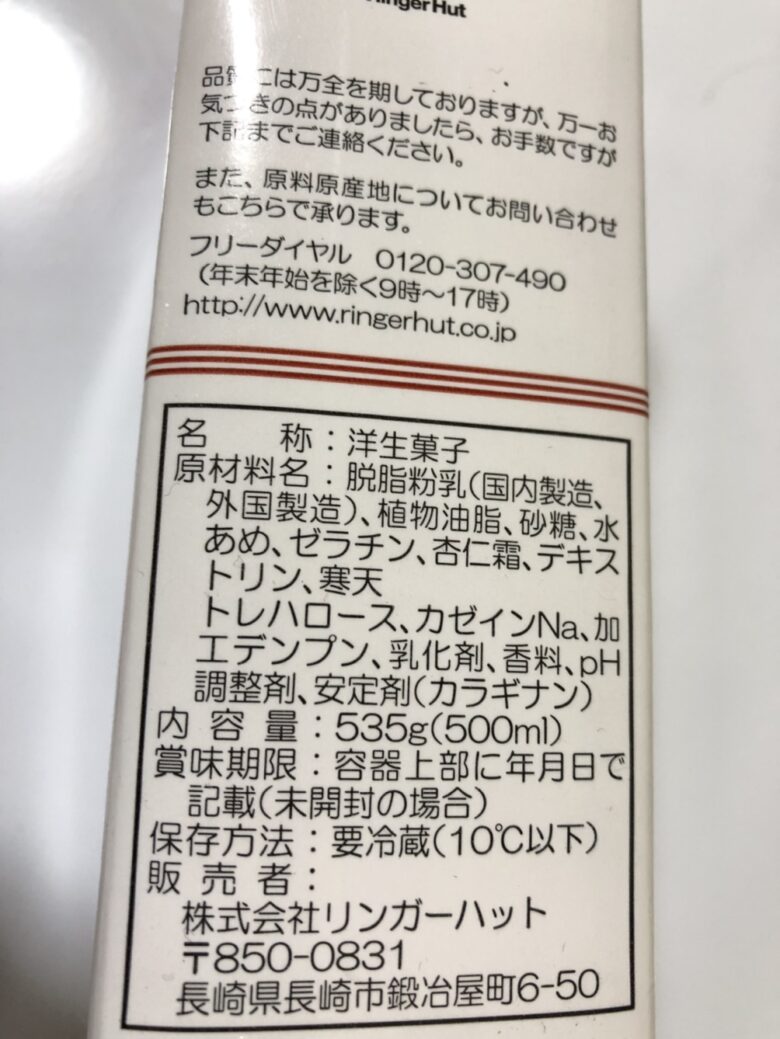 RingerHut
品質には万全を期しておりますが、万一お
気づきの点がありましたら、お手数ですが
下記までご連絡ください。
また、原料原産地についてお問い合わせ
もこちらで承ります。
フリーダイヤル 0120-307-490
(年末年始を除く9時〜17時)
http://www.ringerhut.co.jp
名 称:洋生菓子
原材料名:脱脂粉乳(国内製造、
外国製造)、植物油脂、砂糖、水
あめ、ゼラチン、杏仁霜、デキス
トリン、寒天
トレハロース、カゼインNa、加
工デンプン、乳化剤、香料、pH
調整剤、安定剤(カラギナン)
内 容 量:535g(500ml)
賞味期限:容器上部に年月日で
記載(未開封の場合)
保存方法:要冷蔵(10℃以下)
販 売 者:
株式会社リンガーハット
〒850-0831
長崎県長崎市鍛冶屋町6-50